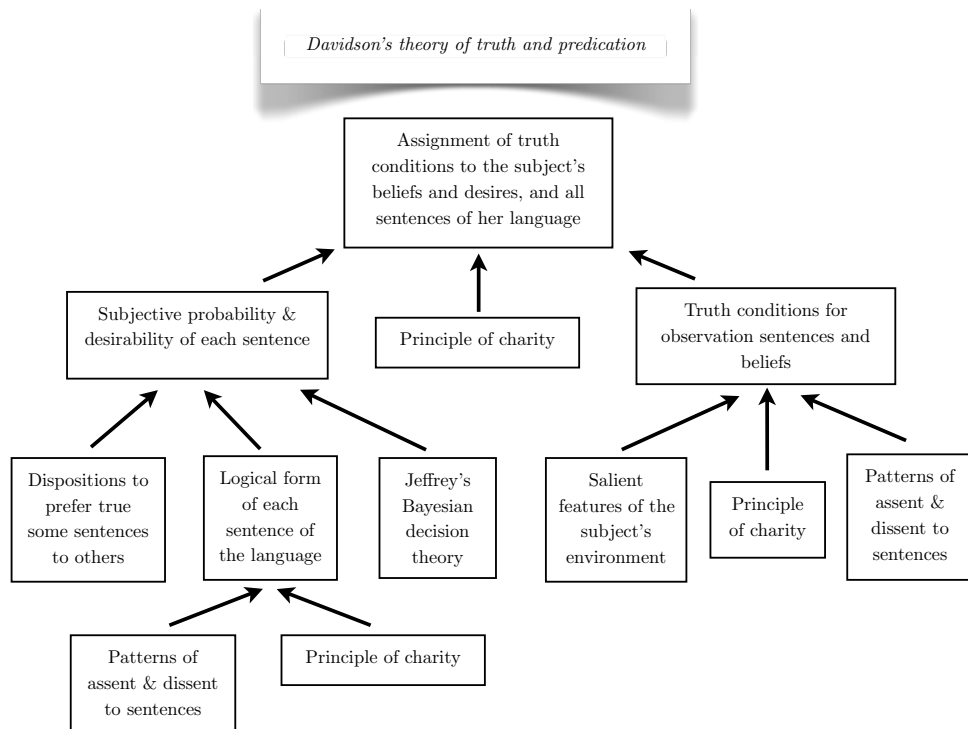 Davidson's theory of truth and predication
Assignment of truth
conditions to the subject's
beliefs and desires, and all
sentences of her language
Subjective probability &
desirability of each sentence
Principle of charity
Truth conditions for
observation sentences and
beliefs
Dispositions to
prefer true
some sentences
to others
Logical form
of each
sentence of
the language
Jeffrey's
Bayesian
decision
theory
Salient
features of the
subject's
environment
Principle
of charity
Patterns of
assent &
dissent to
sentences
Patterns of
assent & dissent
to sentences
Principle of charity